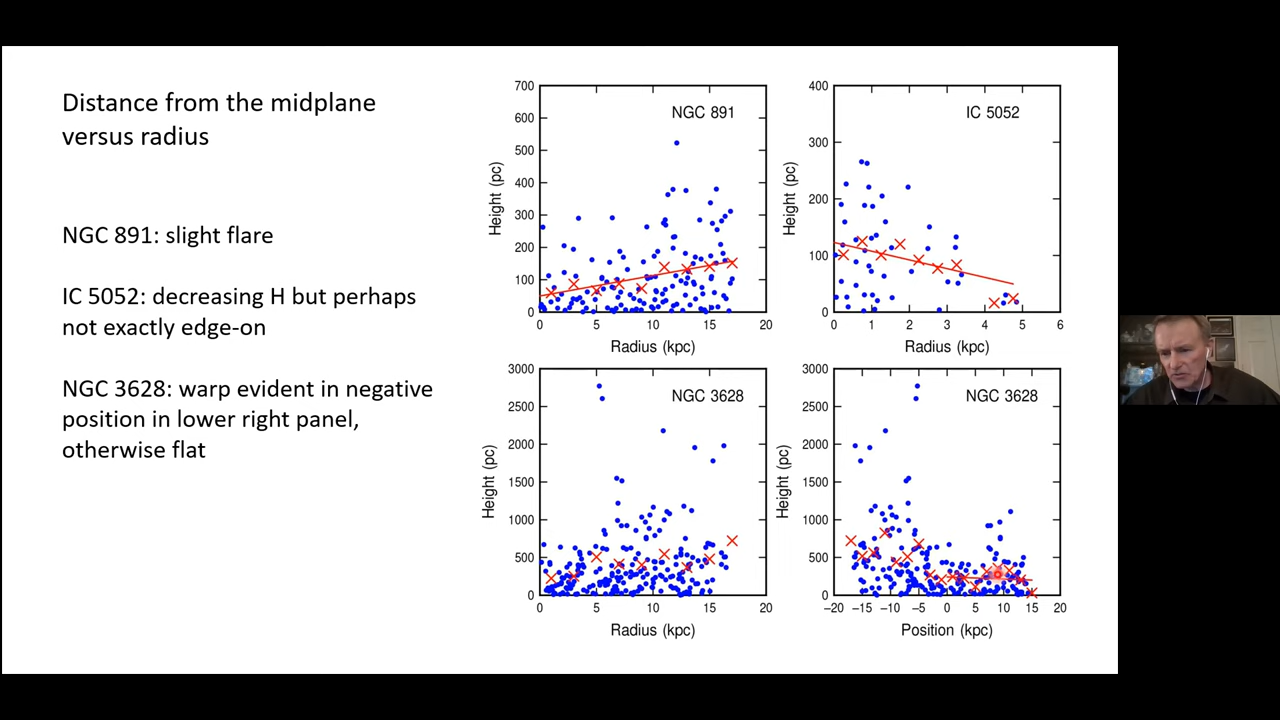 Distance from the midplane
versus radius
NGC 891: slight flare
IC 5052: decreasing H but perhaps
not exactly edge-on
NGC 3628: warp evident in negative
position in lower right panel,
otherwise flat
700
600
500
400
300
200
100
0
Height (pc)
NGC 891
0 5 10 15 20
Radius (kpc)
400
300
200
100
0
Height (pc)
IC 5052
0 1 2 3 4 5 6
Radius (kpc)
3000
2500
2000
1500
1000
500
0
Height (pc)
NGC 3628
0 5 10 15 20
Radius (kpc)
3000
2500
2000
1500
1000
500
0
Height (pc)
NGC 3628
−20 −15 −10 −5 0 5 10 15 20
Position (kpc)